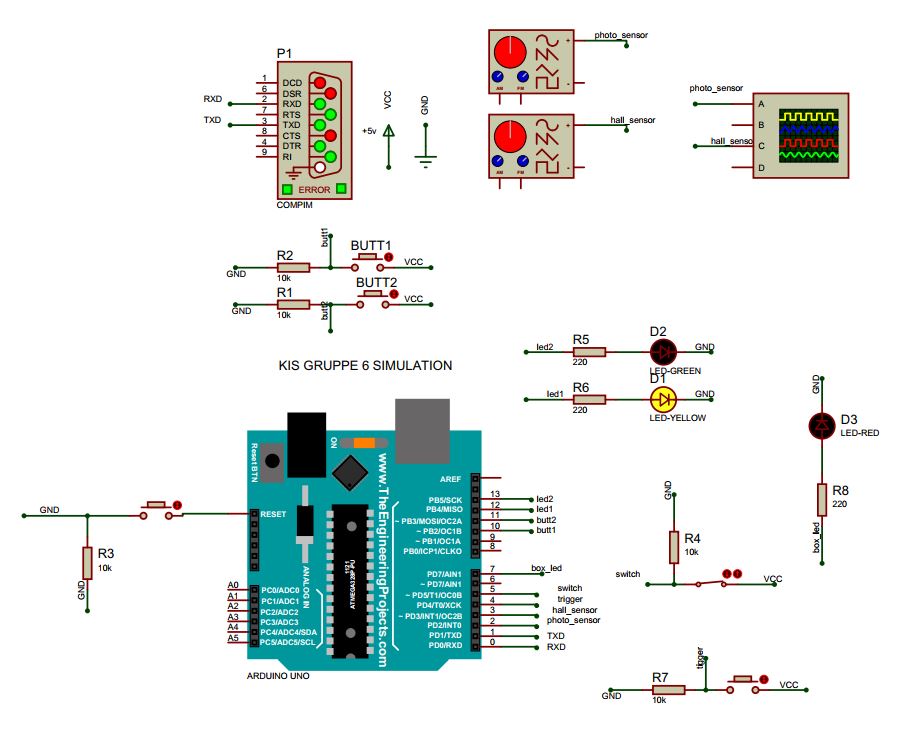 P1
1 DCD
6 DSR
2 RXD
7 RTS
3 TXD
8 CTS
4 DTR
9 RI
ERROR
COMPIM
RXD
TXD
+5v
VCC
GND
AM FM
+
-
photo_sensor
AM FM
+
-
hall_sensor
photo_sensor
hall_senso
A
B
C
D
butt1
R2
10k
GND
BUTT1
VCC
R1
10k
GND
butt2
BUTT2
VCC
KIS GRUPPE 6 SIMULATION
led2
R5
220
D2
LED-GREEN
GND
led1
R6
220
D1
LED-YELLOW
GND
GND
D3
LED-RED
R8
220
box_led
GND
R3
10k
GND
Reset BTN
ON
www.TheEngineeringProjects.com
RESET
ANALOG IN
1121
ATMEGA328P-PU
A0 PC0/ADC0
A1 PC1/ADC1
A2 PC2/ADC2
A3 PC3/ADC3
A4 PC4/ADC4/SDA
A5 PC5/ADC5/SCL
AREF
PB5/SCK 13 led2
PB4/MISO 12 led1
~ PB3/MOSI/OC2A 11 butt2
~ PB2/OC1B 10 butt1
~ PB1/OC1A 9
PB0/ICP1/CLKO 8
PD7/AIN1 7 box_led
~ PD7/AIN1 6
~ PD5/T1/OC0B 5 switch
PD4/T0/XCK 4 trigger
~ PD3/INT1/OC2B 3 hall_sensor
PD2/INT0 2 photo_sensor
PD1/TXD 1 TXD
PD0/RXD 0 RXD
ARDUINO UNO
GND
R4
10k
switch
VCC
tigger
R7
10k
GND
VCC